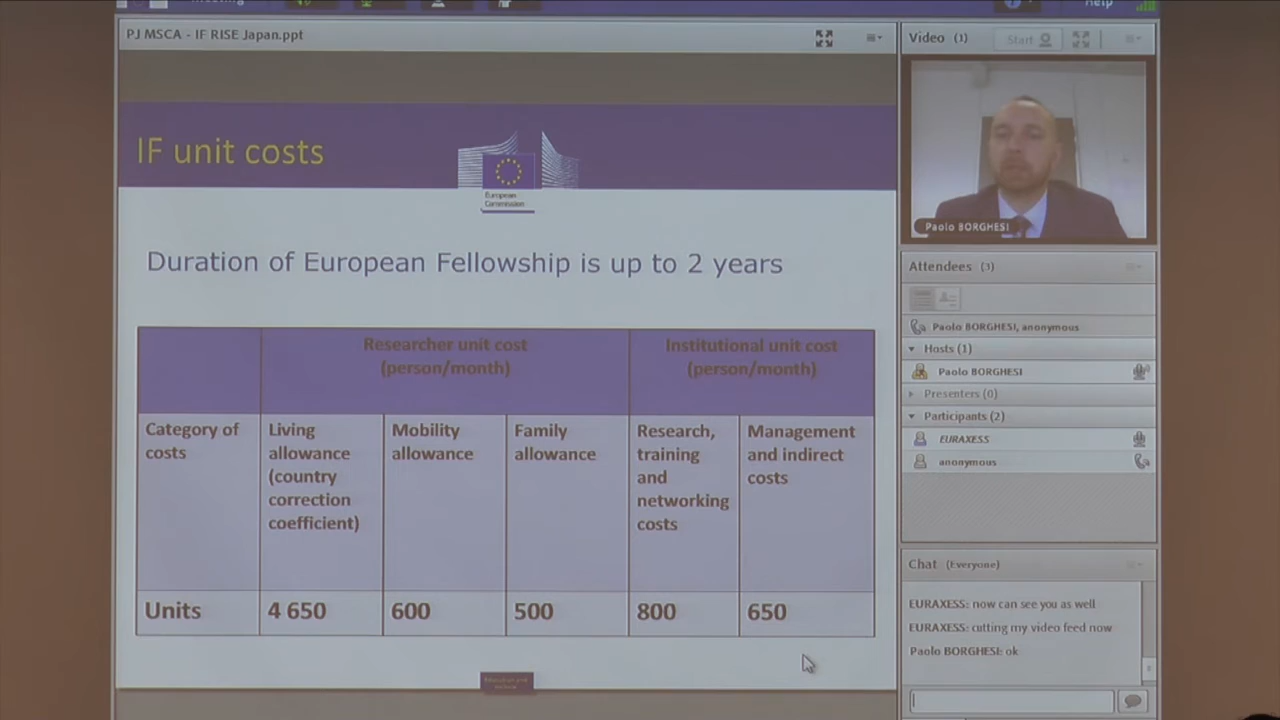 Help
PJ MSCA - IF RISE Japan.ppt
IF unit costs
European
Commission
Duration of European Fellowship is up to 2 years
Researcher unit cost
(person/month)
Institutional unit cost
(person/month)
Category of
costs
Living
allowance
(country
correction
coefficient)
Mobility
allowance
Family
allowance
Research,
training
and
networking
costs
Management
and indirect
costs
Units
4 650
600
500
800
650
Video (1)
Start
Paolo BORGHESI
Attendees (3)
Paolo BORGHESI, anonymous
Hosts (1)
Paolo BORGHESI
Presenters (0)
Participants (2)
EURAXESS
anonymous
Chat (Everyone)
EURAXESS: now can see you as well
EURAXESS: cutting my video feed now
Paolo BORGHESI: ok